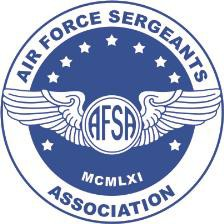 AIR FORCE SERGEANTS
AFSA
MCMLXI
ASSOCIATION